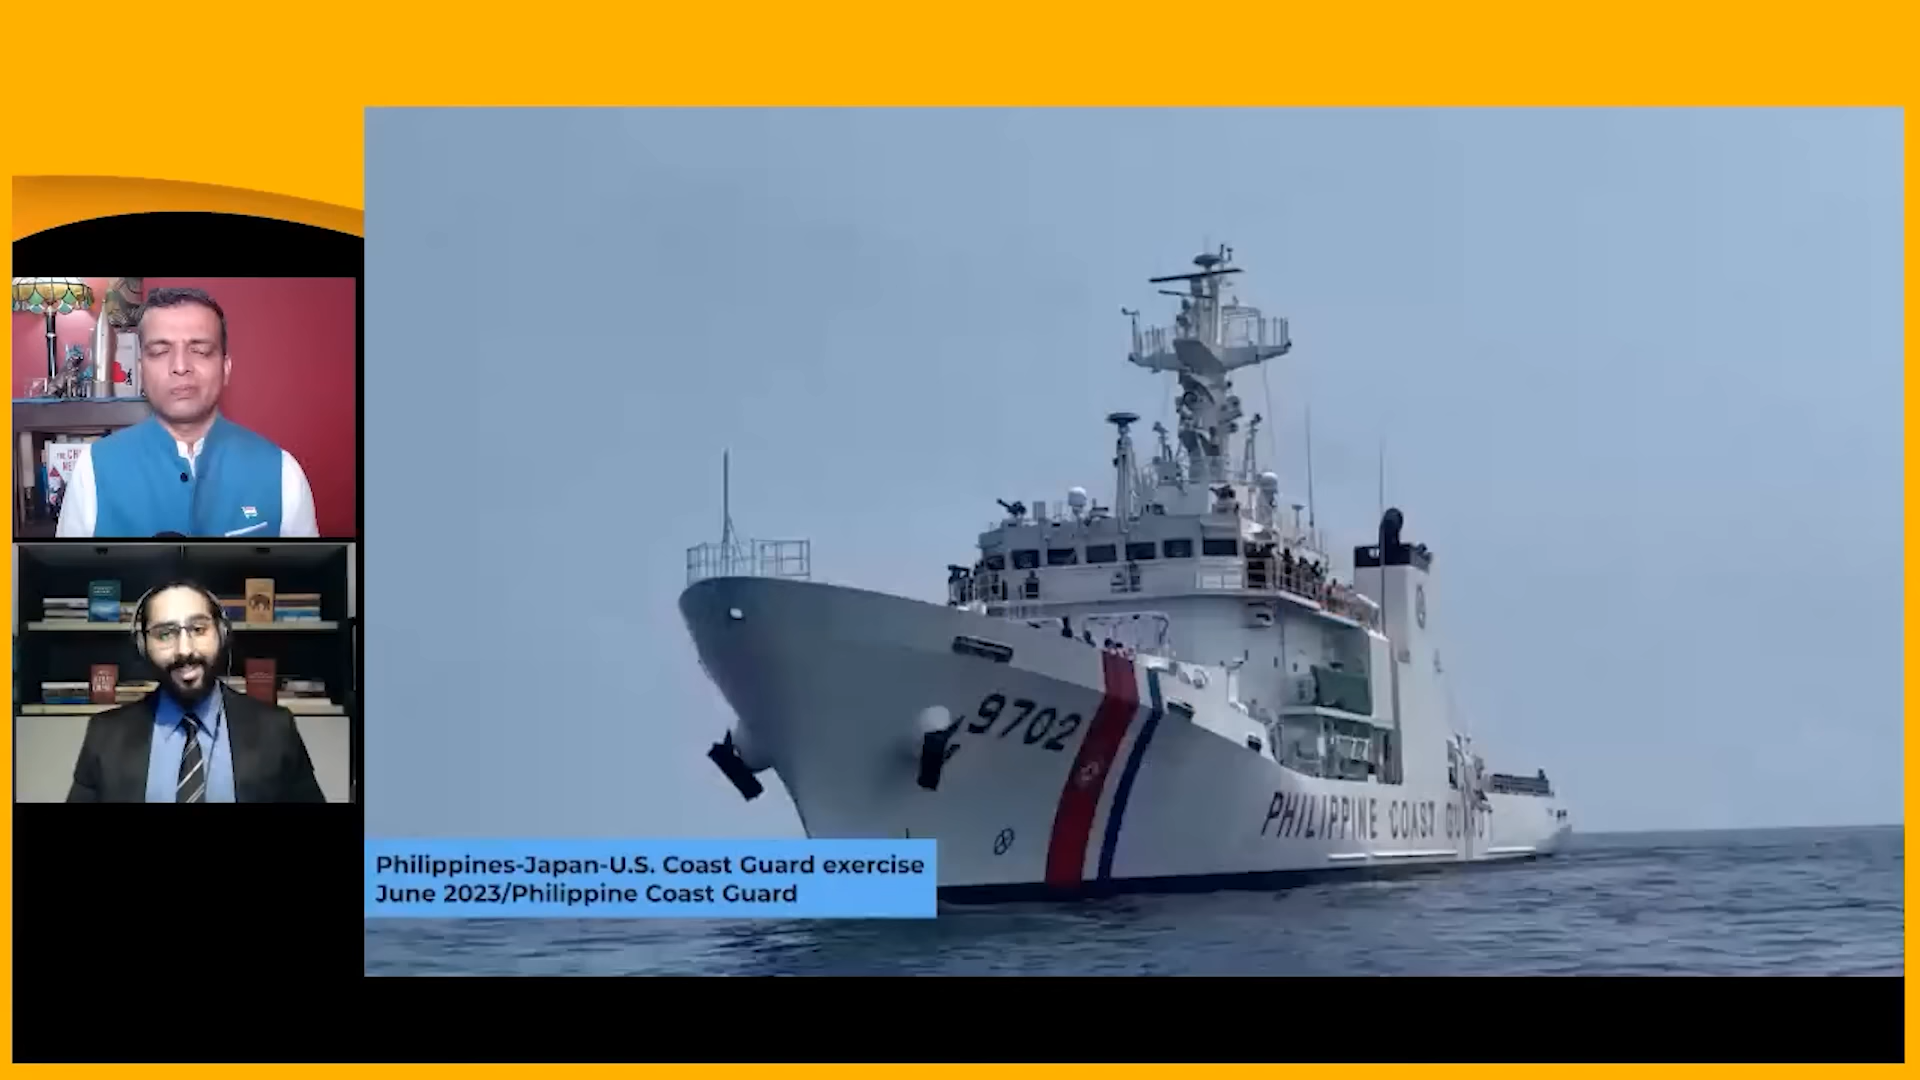 9702
PHILIPPINE COAST GUARD
Philippines-Japan-U.S. Coast Guard exercise
June 2023/Philippine Coast Guard